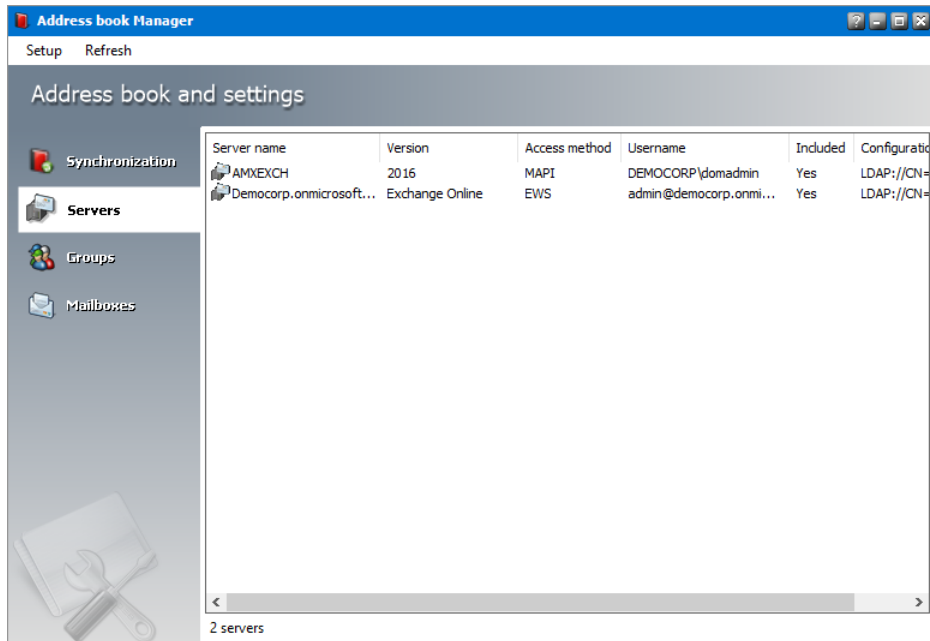 Address book Manager
Setup Refresh
Address book and settings
Synchronization
Servers
Groups
Mailboxes
Server name Version Access method Username Included Configuratio
AMXEXCH 2016 MAPI DEMOCORP\domadmin Yes LDAP://CN=
Democorp.onmicrosoft... Exchange Online EWS admin@democorp.onmi... Yes LDAP://CN=
2 servers